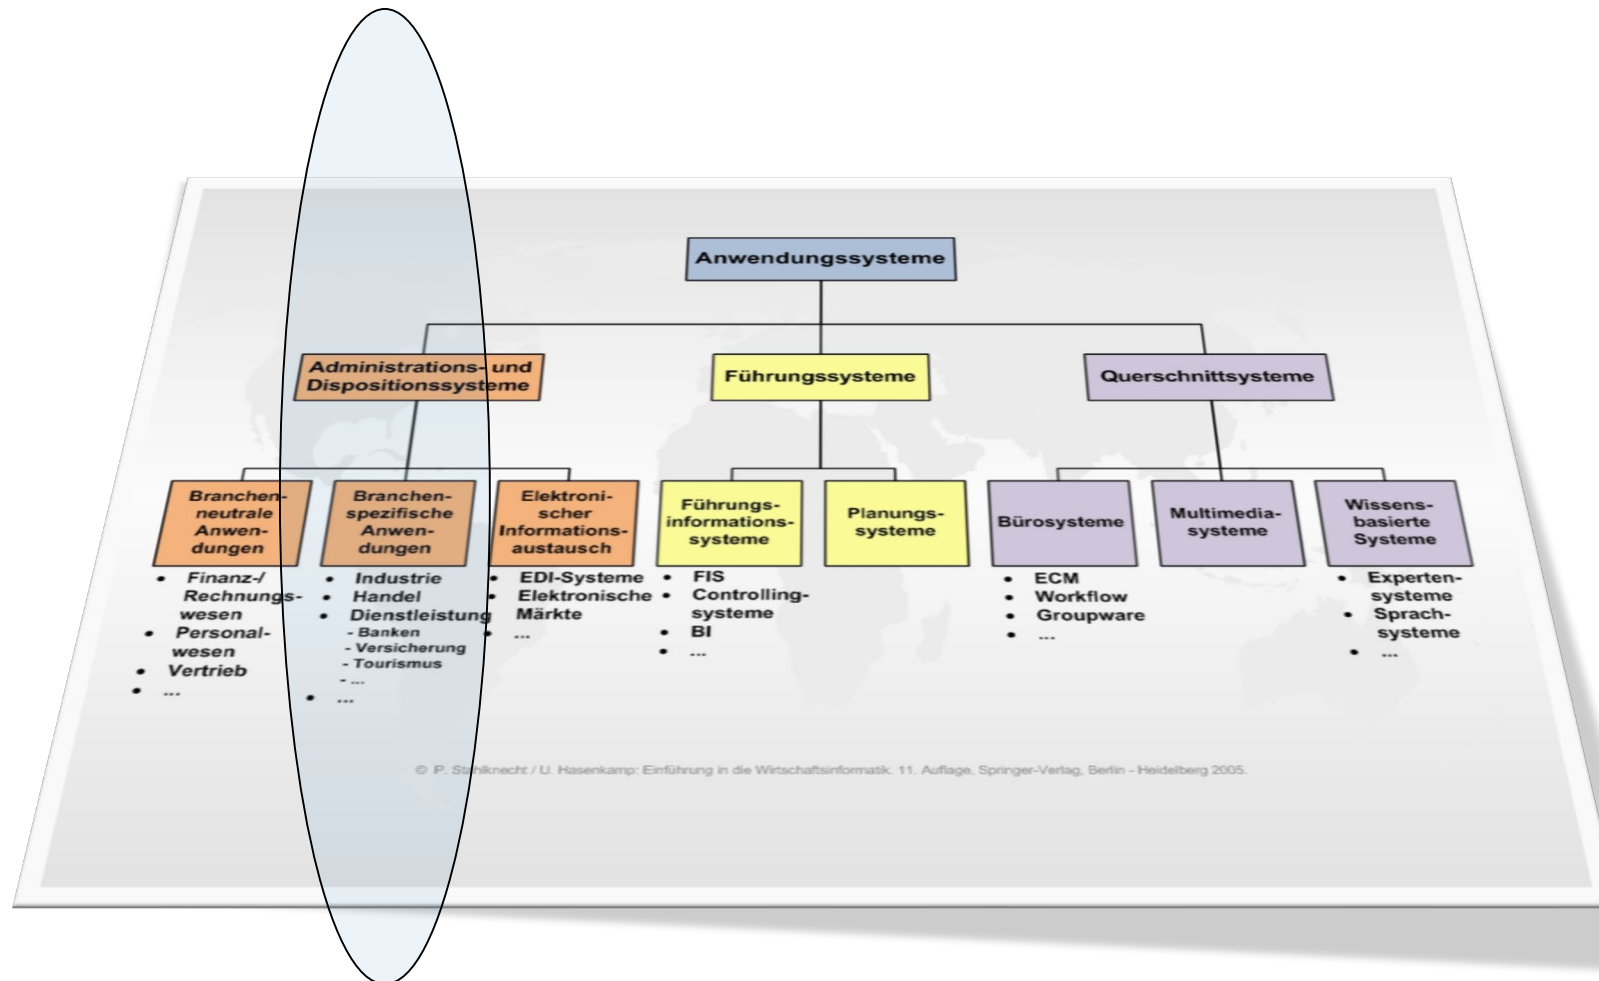 Anwendungssysteme
Administrations- und
Dispositionssysteme
Führungssysteme
Querschnittsysteme
Branchen-
neutrale
Anwen-
dungen
Branchen-
spezifische
Anwen-
dungen
Elektroni-
scher
Informations-
austausch
Führungs-
informations-
systeme
Planungs-
systeme
Bürosysteme
Multimedia-
systeme
Wissens-
basierte
Systeme
• Finanz-/
Rechnungs-
wesen
• Personal-
wesen
• Vertrieb
• ...
• Industrie
• Handel
• Dienstleistung
- Banken
- Versicherung
- Tourismus
- ...
• ...
• EDI-Systeme
• Elektronische
Märkte
• ...
• FIS
• Controlling-
systeme
• BI
• ...
• ECM
• Workflow
• Groupware
• ...
• Experten-
systeme
• Sprach-
systeme
• ...
© P. Stahlknecht / U. Hasenkamp: Einführung in die Wirtschaftsinformatik. 11. Auflage, Springer-Verlag, Berlin - Heidelberg 2005.